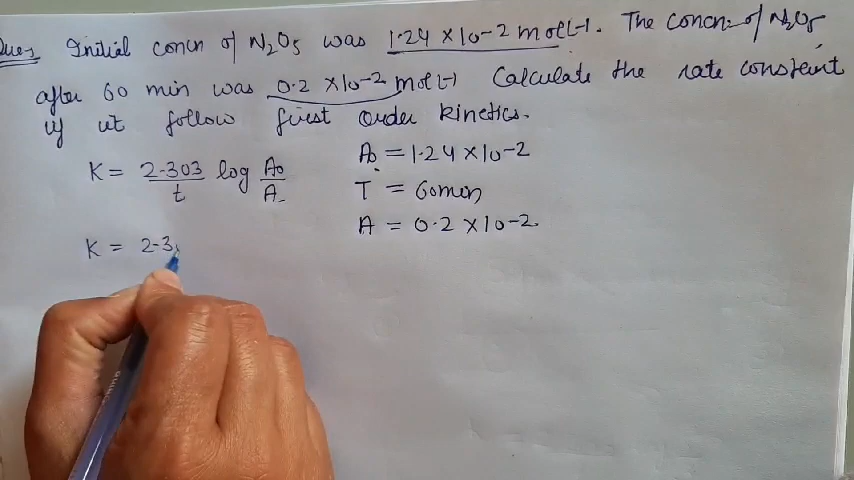 Ques Initial concn of N₂O₅ was 1.24 ×10-2 mol L-1. The concn of N₂O₅
after 60 min was 0.2 ×10-2 mol L-1 Calculate the rate constant
if it follow first order kinetics.
K = 2.303/t log A₀/A
A₀ = 1.24 ×10-2
T = 60min
A = 0.2 ×10-2.
K = 2.3